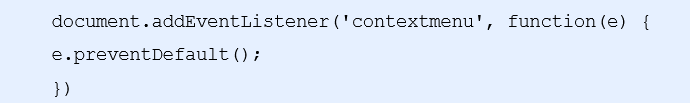 document.addEventListener('contextmenu', function(e) {
e.preventDefault();
})